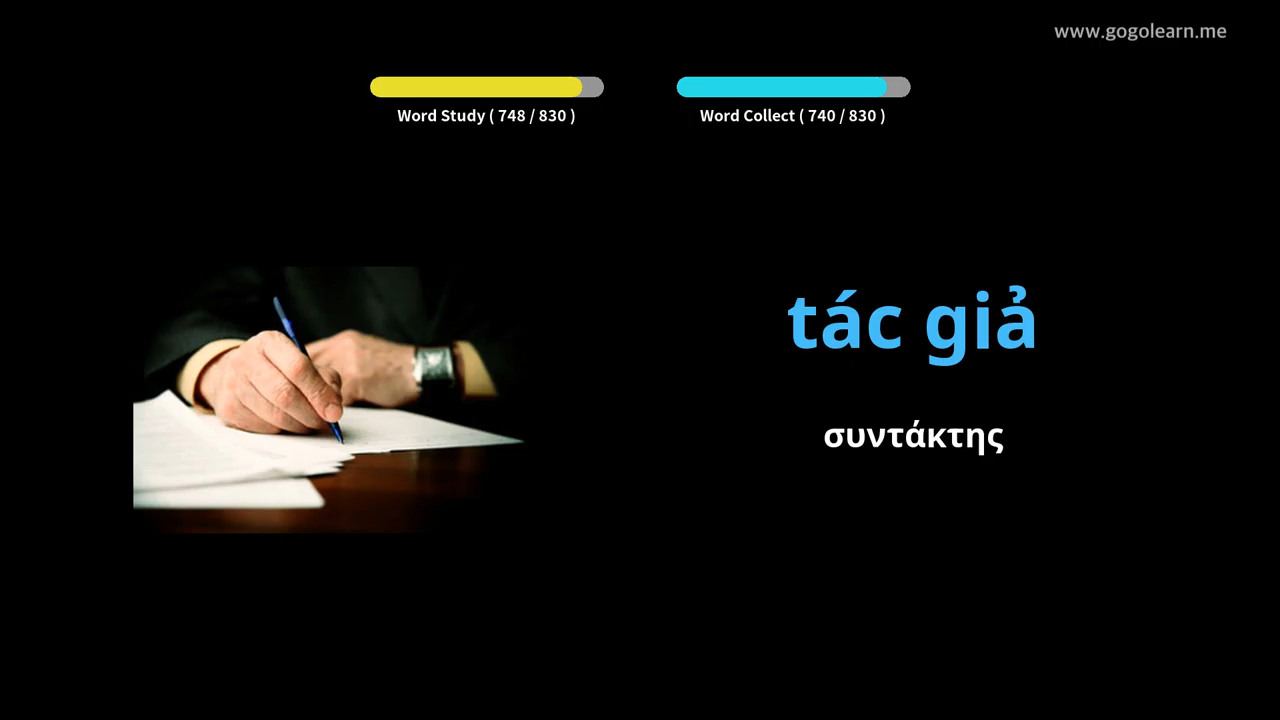 www.gogolearn.me
Word Study ( 748 / 830 )
Word Collect ( 740 / 830 )
tác giả
συντάκτης